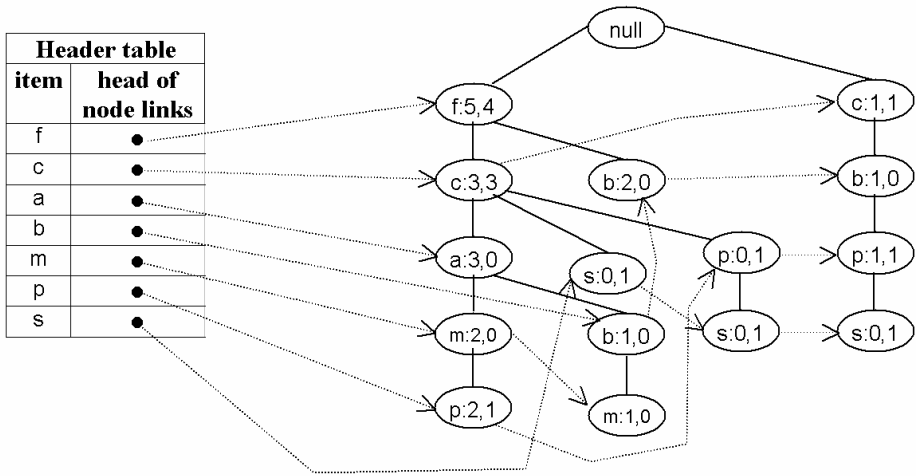 null
Header table
item head of
node links
f
c
a
b
m
p
s
f:5,4 c:1,1
c:3,3 b:2,0 b:1,0
a:3,0 s:0,1 p:0,1 p:1,1
m:2,0 b:1,0 s:0,1 s:0,1
p:2,1 m:1,0